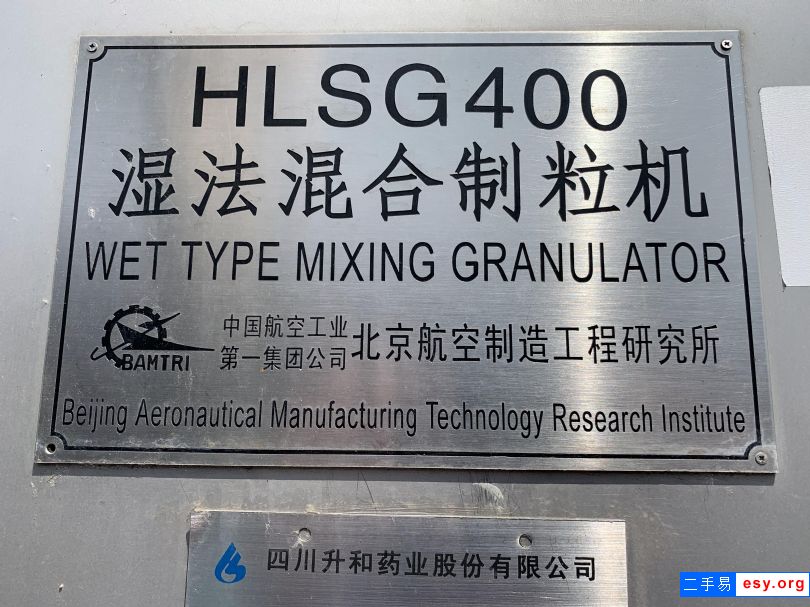 HLSG400
湿法混合制粒机
WET TYPE MIXING GRANULATOR
BAMTRI
中国航空工业
第一集团公司
北京航空制造工程研究所
Beijing Aeronautical Manufacturing Technology Research Institute
四川升和药业股份有限公司
二手易 esy.org